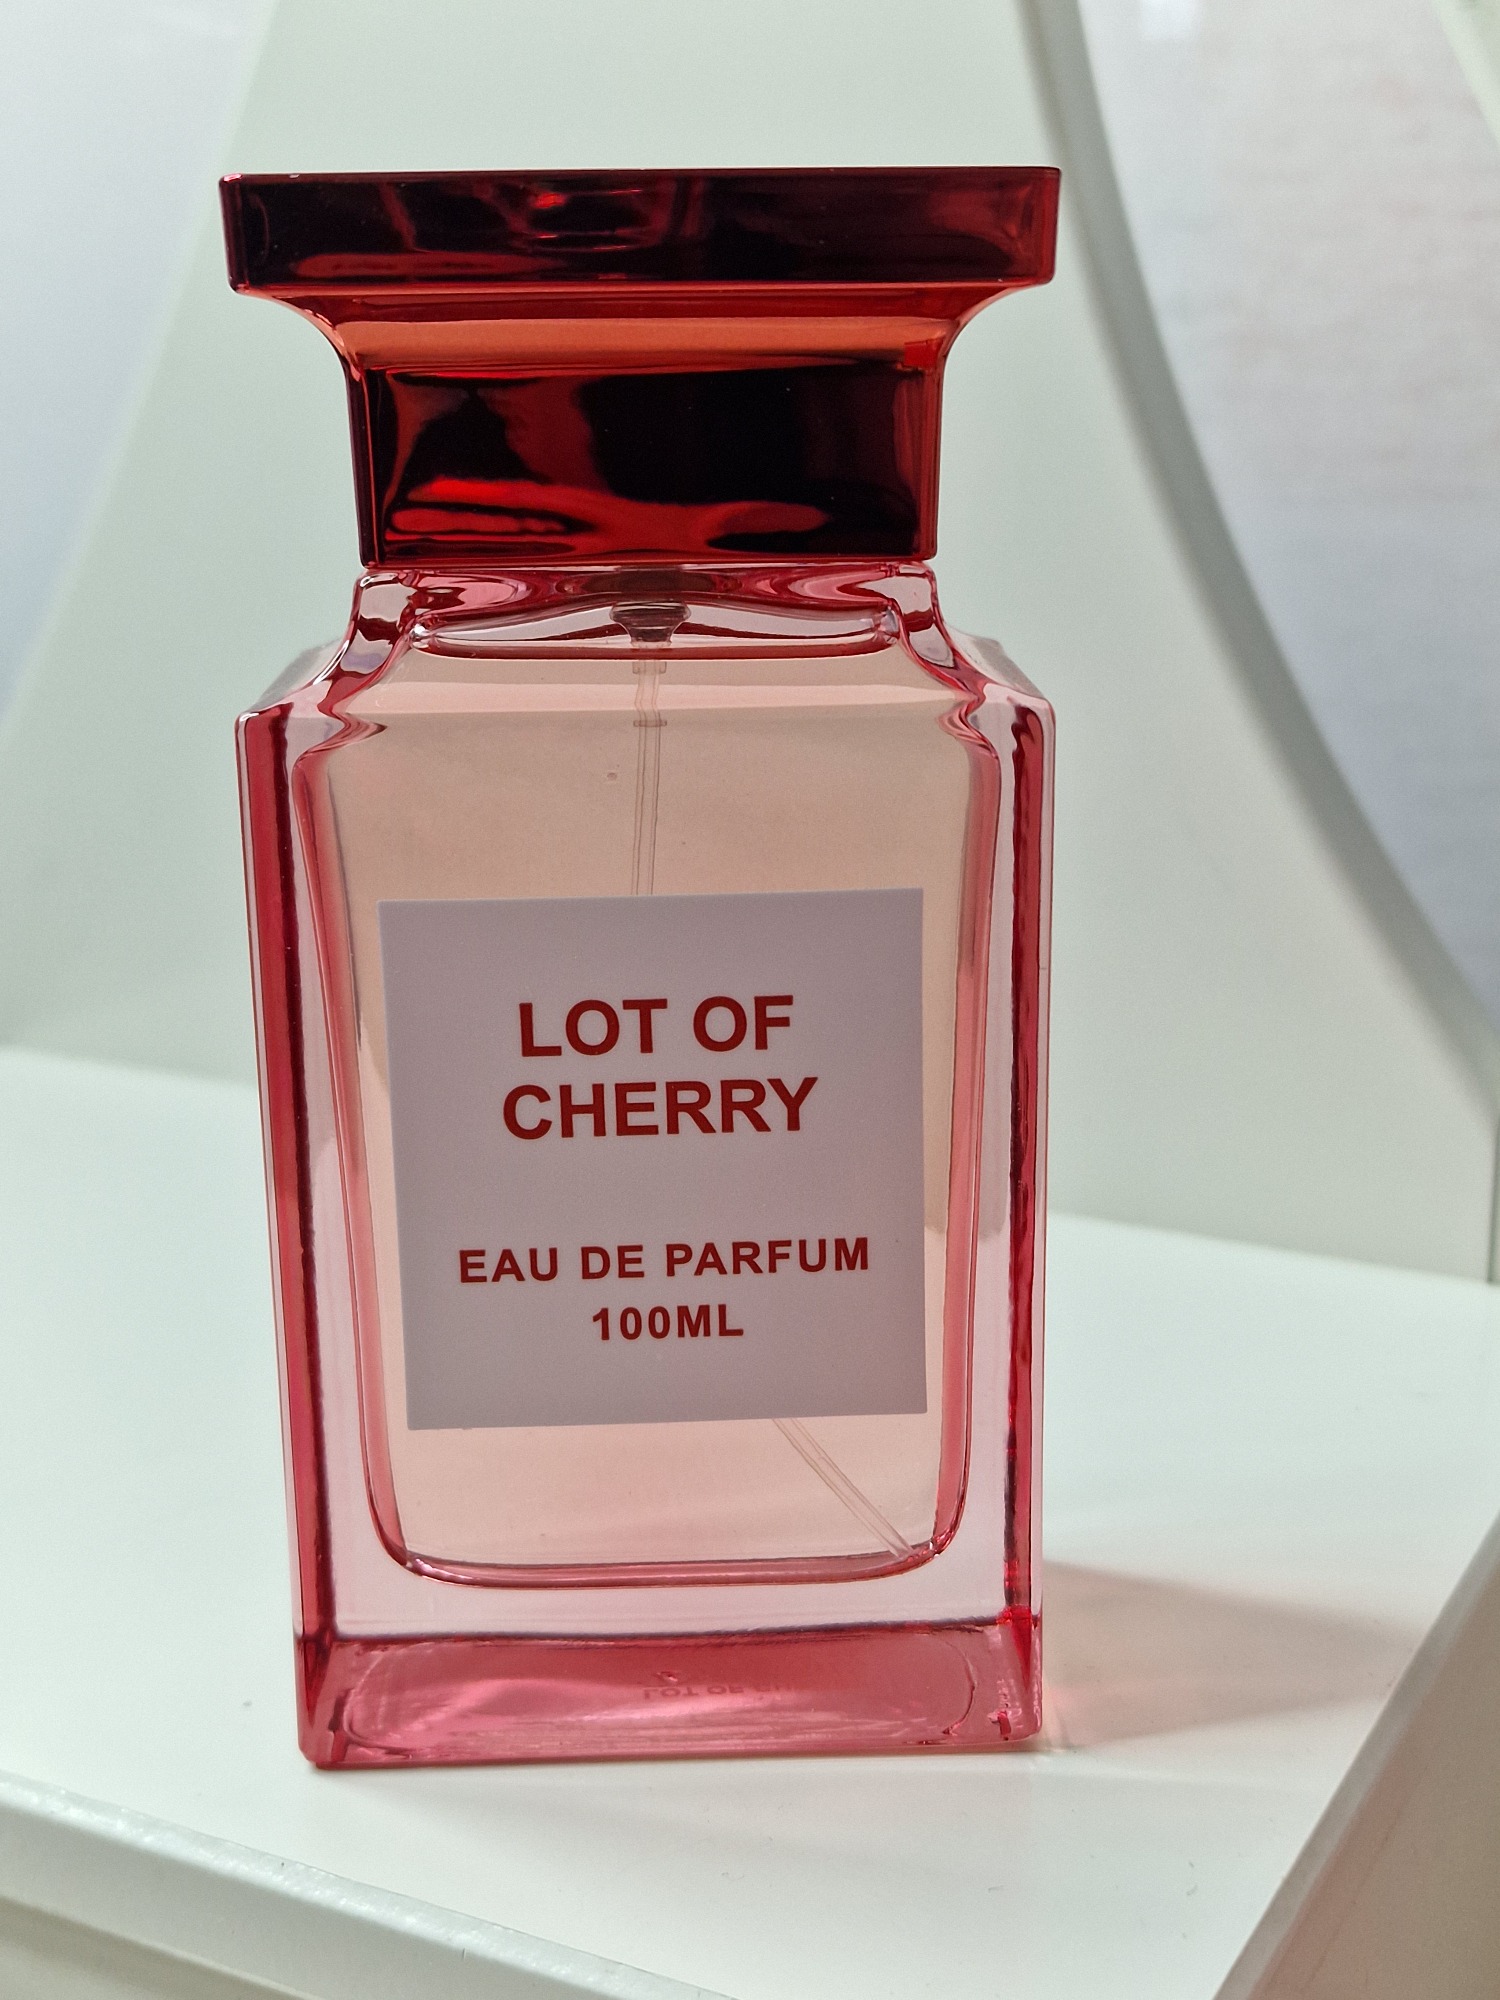 LOT OF
CHERRY
EAU DE PARFUM
100ML